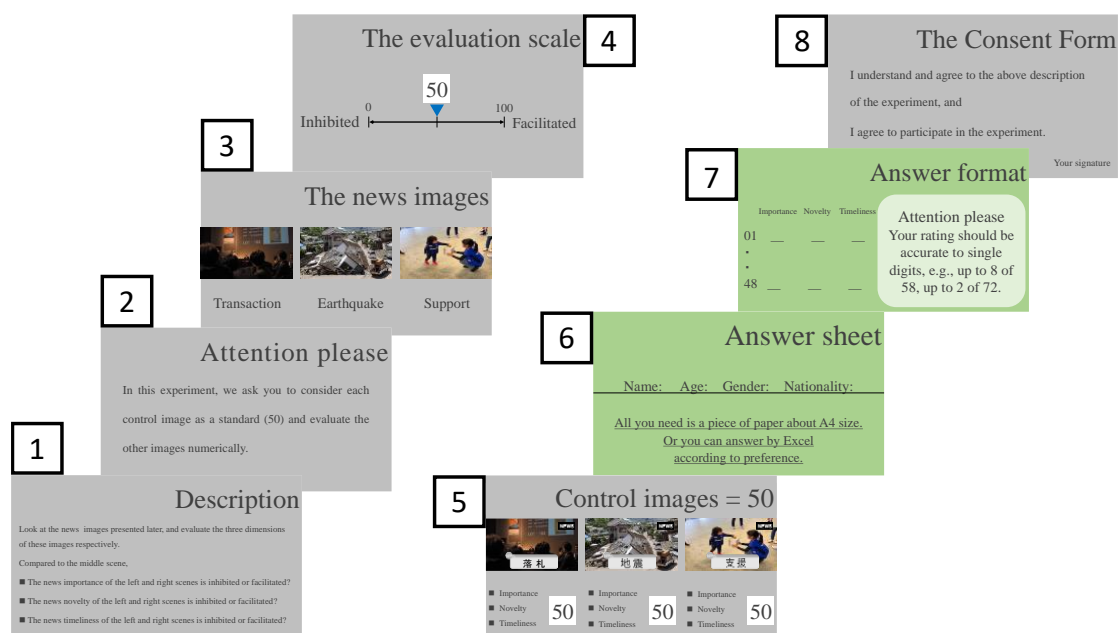 1
Description
Look at the news images presented later, and evaluate the three dimensions
of these images respectively.
Compared to the middle scene,
■ The news importance of the left and right scenes is inhibited or facilitated?
■ The news novelty of the left and right scenes is inhibited or facilitated?
■ The news timeliness of the left and right scenes is inhibited or facilitated?
2
Attention please
In this experiment, we ask you to consider each
control image as a standard (50) and evaluate the
other images numerically.
3
The news images
Transaction Earthquake Support
4
The evaluation scale
50
0 100
Inhibited Facilitated
5
Control images = 50
NEWS NEWS NEWS
落札 地震 支援
■ Importance ■ Importance ■ Importance
■ Novelty 50 ■ Novelty 50 ■ Novelty 50
■ Timeliness ■ Timeliness ■ Timeliness
6
Answer sheet
Name: Age: Gender: Nationality:
All you need is a piece of paper about A4 size.
Or you can answer by Excel
according to preference.
7
Answer format
Importance Novelty Timeliness
01 __ __ __
•
•
48 __ __ __
Attention please
Your rating should be
accurate to single
digits, e.g., up to 8 of
58, up to 2 of 72.
8
The Consent Form
I understand and agree to the above description
of the experiment, and
I agree to participate in the experiment.
Your signature